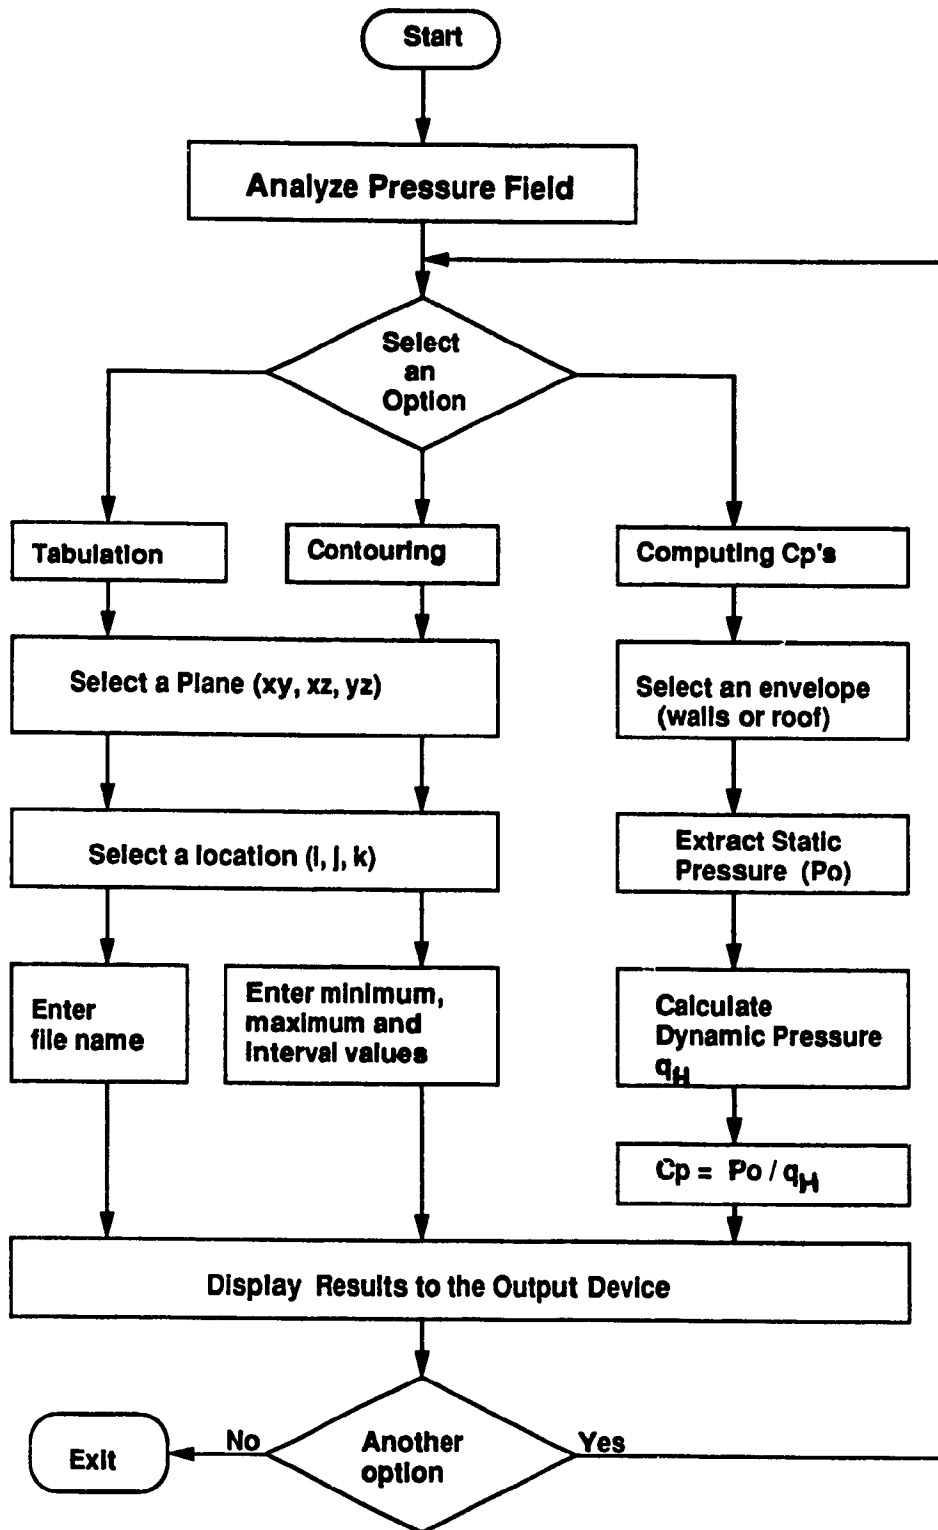 Start
Analyze Pressure Field
Select
an
Option
Tabulation
Contouring
Computing Cp's
Select a Plane (xy, xz, yz)
Select an envelope
(walls or roof)
Select a location (i, j, k)
Extract Static
Pressure (Po)
Enter
file name
Enter minimum,
maximum and
interval values
Calculate
Dynamic Pressure
qH
Cp = Po / qH
Display Results to the Output Device
Another
option
No
Yes
Exit